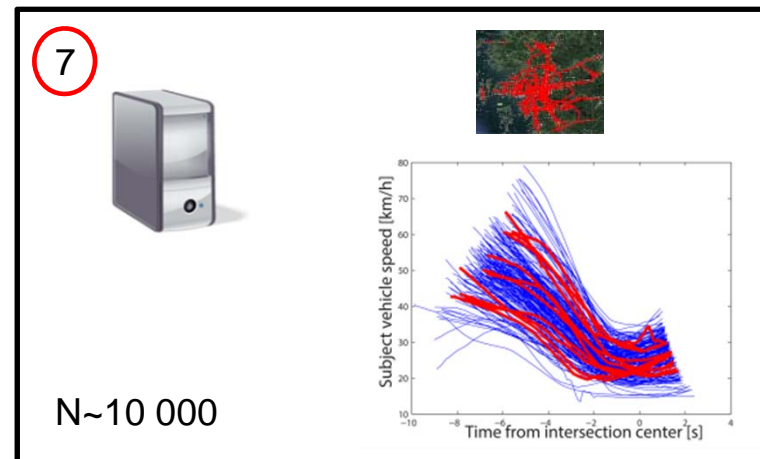 7
80
70
60
50
40
30
20
10
Subject vehicle speed [km/h]
−10 −8 −6 −4 −2 0 2 4
Time from intersection center [s]
N~10 000